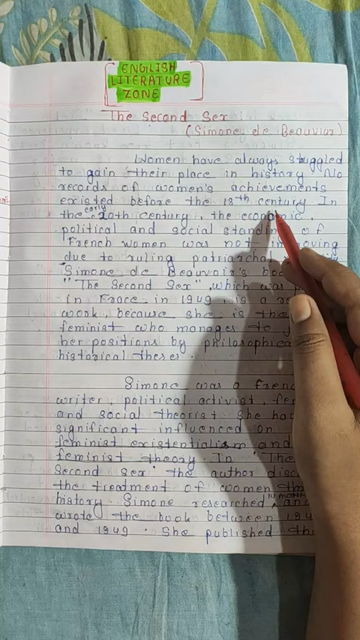 ENGLISH
LITERATURE
ZONE
The Second Sex
(Simone de Beauvior)
Women have always struggled
to gain their place in history. No
records of women's achievements
existed before the 18th century. In
the early 20th century, the economic,
political and social standing of
French women was not improving
due to ruling patriarchal
Simone de Beauvoir's
"The Second Sex", which was
in France in 1949, is a
work, because she is the
feminist who manages to
her positions by philosophical
historical theses.
Simone was a French
writer, political activist,
and social theorist. She had
significant influenced on
feminist existentialism and
feminist theory. In "The
Second Sex" the author
the treatment of women
history. Simone researched and
wrote the book between
and 1949. She published